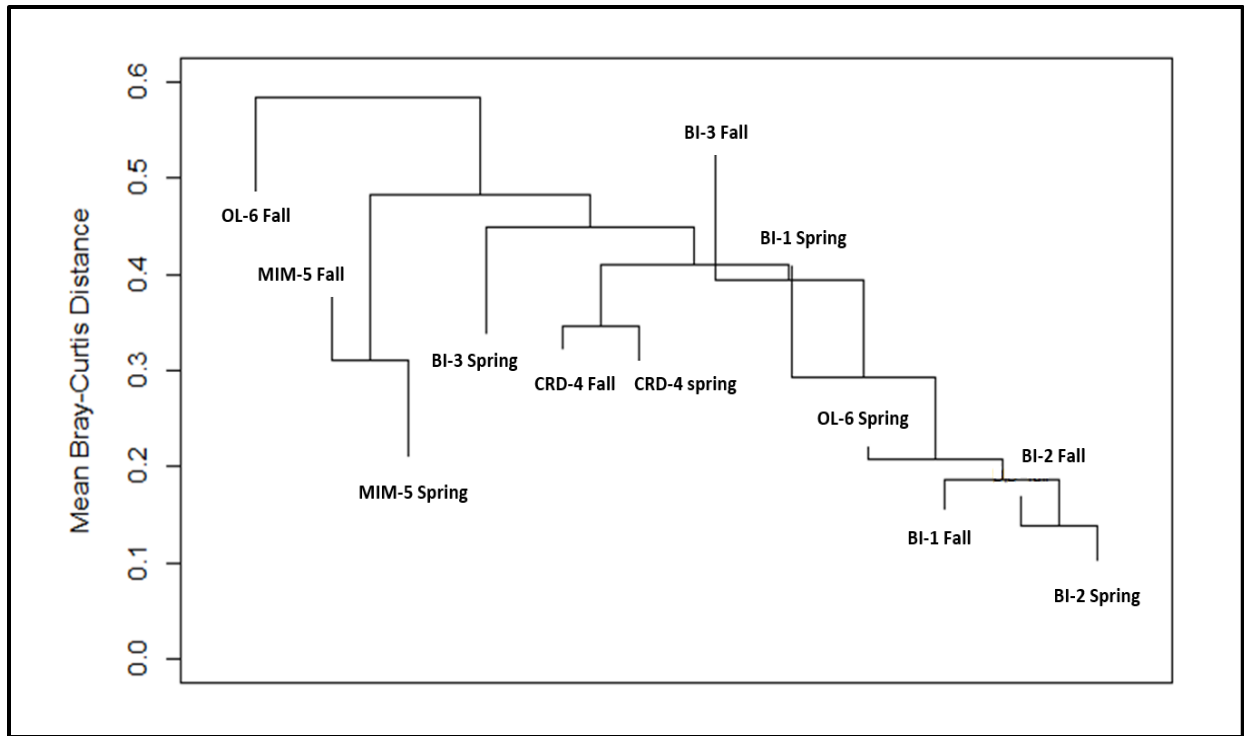 Mean Bray-Curtis Distance
0.6
0.5
0.4
0.3
0.2
0.1
0.0
BI-3 Fall
OL-6 Fall
BI-1 Spring
MIM-5 Fall
BI-3 Spring
CRD-4 Fall
CRD-4 spring
OL-6 Spring
BI-2 Fall
MIM-5 Spring
BI-1 Fall
BI-2 Spring